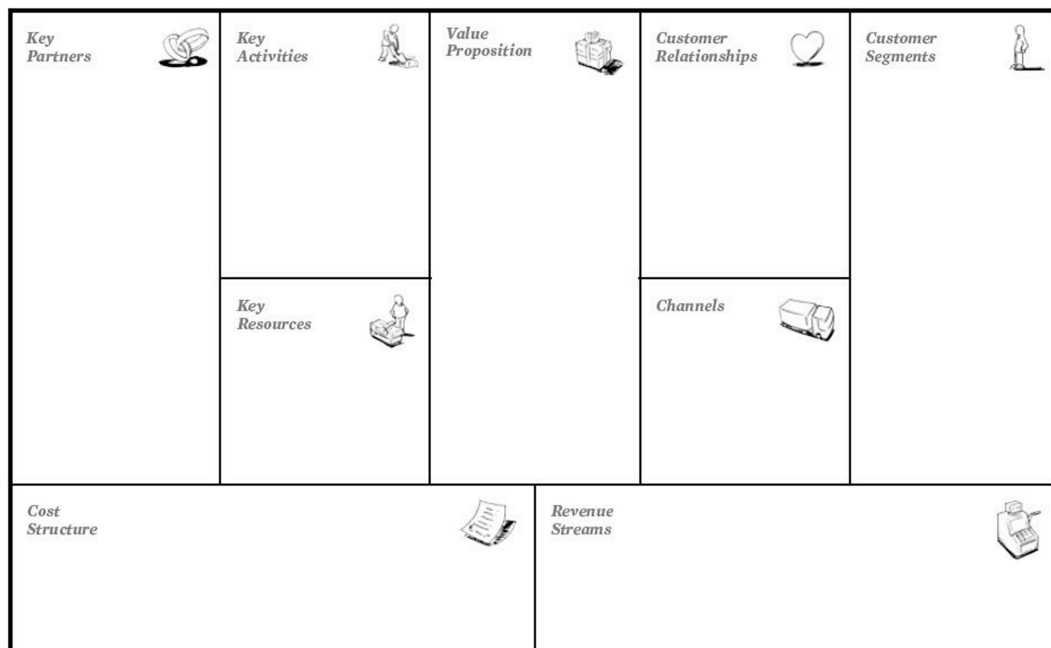 Key
Partners
Key
Activities
Value
Proposition
Customer
Relationships
Customer
Segments
Key
Resources
Channels
Cost
Structure
Revenue
Streams